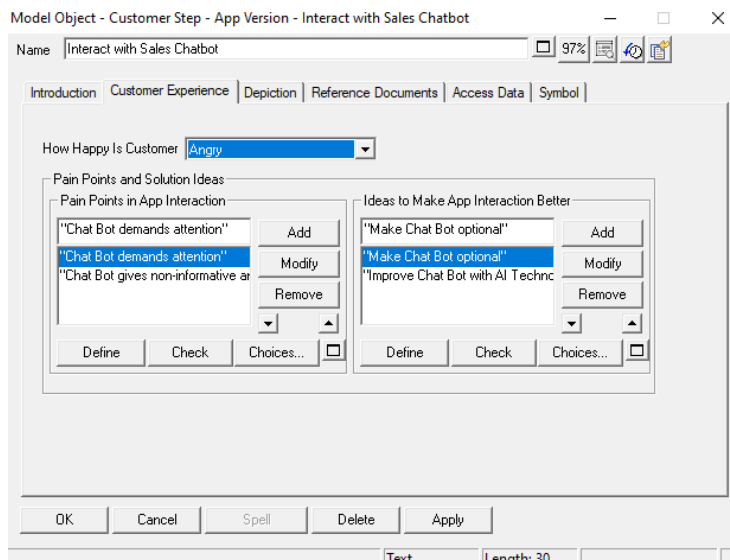 Model Object - Customer Step - App Version - Interact with Sales Chatbot
Name Interact with Sales Chatbot 97%
Introduction Customer Experience Depiction Reference Documents Access Data Symbol
How Happy Is Customer Angry
Pain Points and Solution Ideas
Pain Points in App Interaction Ideas to Make App Interaction Better
"Chat Bot demands attention" Add "Make Chat Bot optional" Add
"Chat Bot demands attention" Modify "Make Chat Bot optional" Modify
"Chat Bot gives non-informative ar "Improve Chat Bot with AI Techno
Remove Remove
Define Check Choices... Define Check Choices...
OK Cancel Spell Delete Apply
Text Length: 30